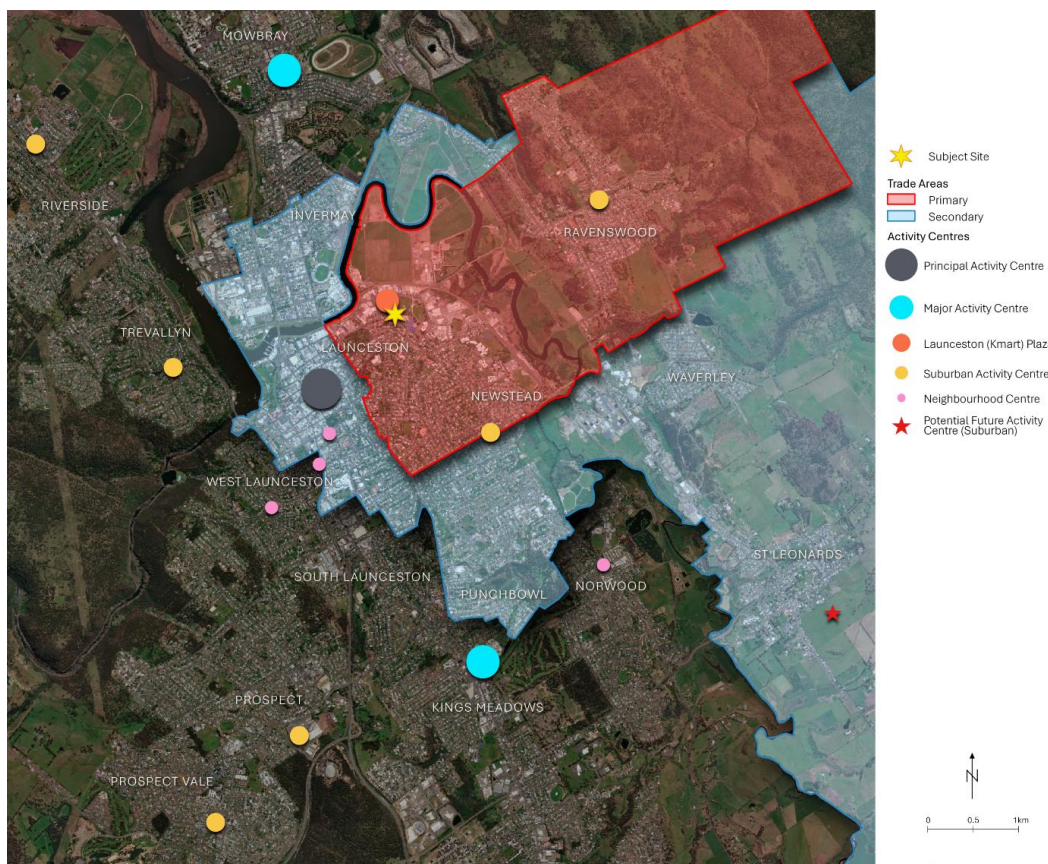 MOWBRAY
RIVERSIDE
INVERMAY
RAVENSWOOD
TREVALLYN
LAUNCESTON
WAVERLEY
NEWSTEAD
WEST LAUNCESTON
ST LEONARDS
SOUTH LAUNCESTON
NORWOOD
PUNCHBOWL
PROSPECT
KINGS MEADOWS
PROSPECT VALE
Subject Site
Trade Areas
Primary
Secondary
Activity Centres
Principal Activity Centre
Major Activity Centre
Launceston (Kmart) Plaz
Suburban Activity Centre
Neighbourhood Centre
Potential Future Activity
Centre (Suburban)
N
0 0.5 1km